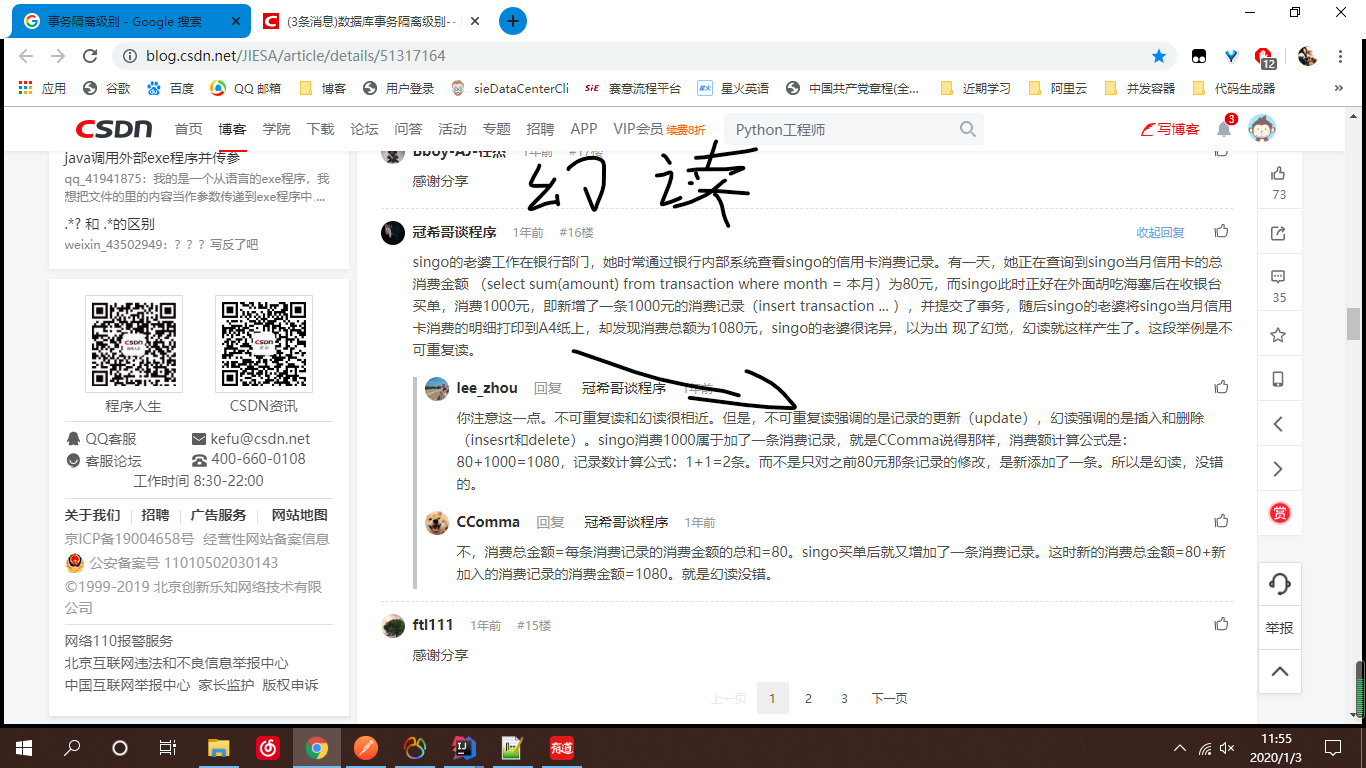 事务隔离级别 - Google 搜索
(3条消息)数据库事务隔离级别--
blog.csdn.net/JIESA/article/details/51317164
12
应用
谷歌
百度
QQ 邮箱
博客
用户登录
sieDataCenterCli
SiE 赛意流程平台
星火英语
中国共产党章程(全...
近期学习
阿里云
并发容器
代码生成器
»
CSDN
首页
博客
学院
下载
论坛
问答
活动
专题
招聘
APP
VIP会员
续费8折
Python工程师
写博客
3
java调用外部exe程序并传参
qq_41941875：我的是一个从语言的exe程序，我
想把文件的里的内容当作参数传递到exe程序中 ...
.*? 和 .*的区别
weixin_43502949：？？？写反了吧
程序人生
CSDN资讯
QQ客服
kefu@csdn.net
客服论坛
400-660-0108
工作时间 8:30-22:00
关于我们
招聘
广告服务
网站地图
京ICP备19004658号 经营性网站备案信息
公安备案号 11010502030143
©1999-2019 北京创新乐知网络技术有限
公司
网络110报警服务
北京互联网违法和不良信息举报中心
中国互联网举报中心 家长监护 版权申诉
Bboy-AJ-任杰 1年前 #17楼
幻读
感谢分享
冠希哥谈程序 1年前 #16楼
收起回复
singo的老婆工作在银行部门，她时常通过银行内部系统查看singo的信用卡消费记录。有一天，她正在查询到singo当月信用卡的总
消费金额 （select sum(amount) from transaction where month = 本月）为80元，而singo此时正好在外面胡吃海塞后在收银台
买单，消费1000元，即新增了一条1000元的消费记录（insert transaction ... ），并提交了事务，随后singo的老婆将singo当月信用
卡消费的明细打印到A4纸上，却发现消费总额为1080元，singo的老婆很诧异，以为出 现了幻觉，幻读就这样产生了。这段举例是不
可重复读。
lee_zhou 回复 冠希哥谈程序 1年前
你注意这一点。不可重复读和幻读很相近。但是，不可重复读强调的是记录的更新（update），幻读强调的是插入和删除
（insesrt和delete）。singo消费1000属于加了一条消费记录，就是CComma说得那样，消费额计算公式是：
80+1000=1080，记录数计算公式：1+1=2条。而不是只对之前80元那条记录的修改，是新添加了一条。所以是幻读，没错
的。
CComma 回复 冠希哥谈程序 1年前
不，消费总金额=每条消费记录的消费金额的总和=80。singo买单后就又增加了一条消费记录。这时新的消费总金额=80+新
加入的消费记录的消费金额=1080。就是幻读没错。
ftl111 1年前 #15楼
感谢分享
上一页
1
2
3
下一页
73
35
赏
举报
有道
11:55
2020/1/3